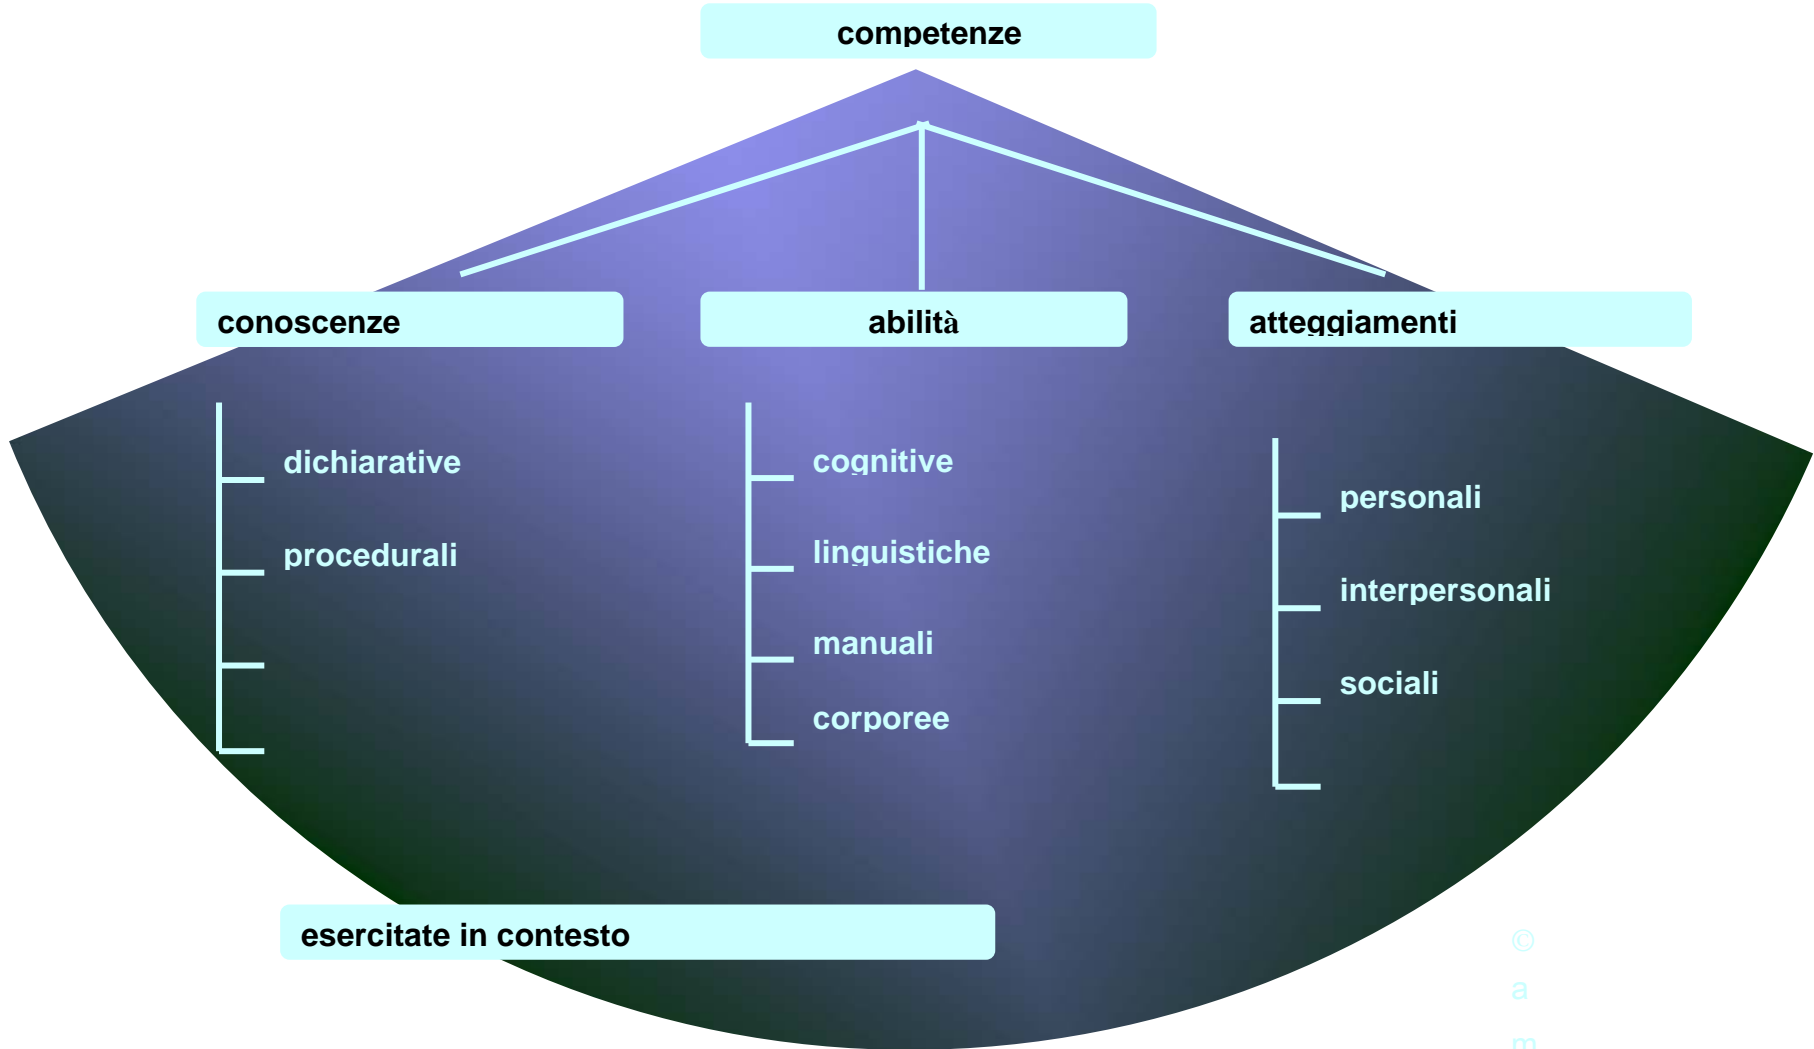 competenze
conoscenze
abilità
atteggiamenti
dichiarative
procedurali
cognitive
linguistiche
manuali
corporee
personali
interpersonali
sociali
esercitate in contesto
©
a
m